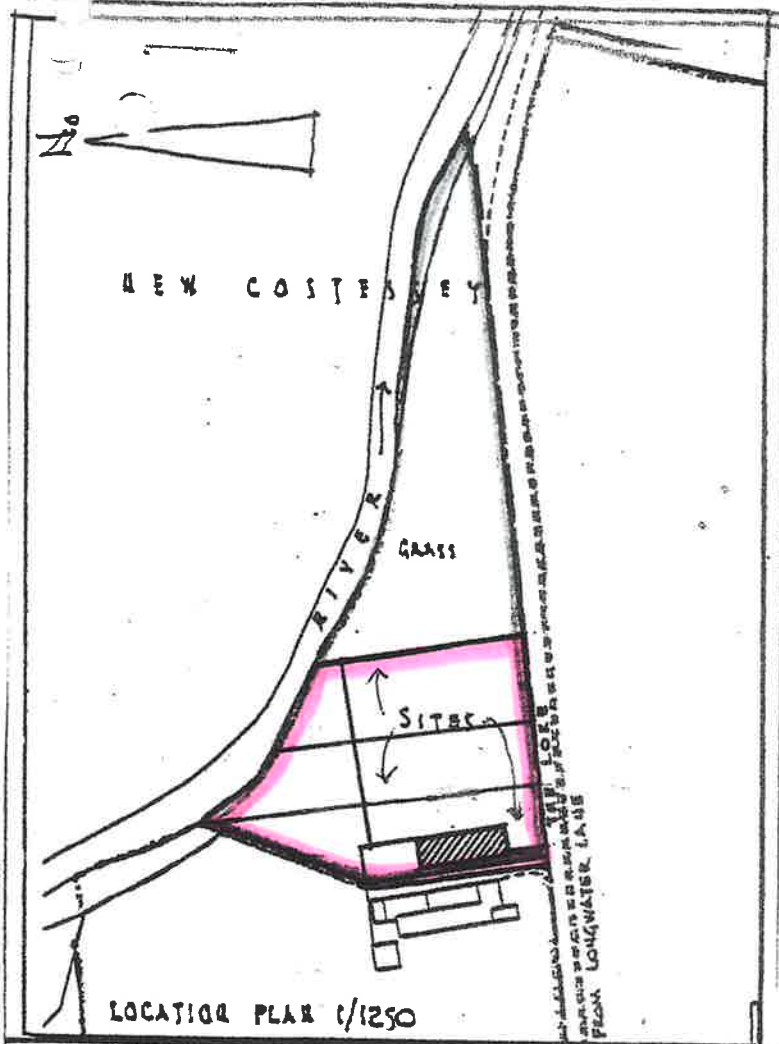 N
NEW COSTESSEY
RIVER
GRASS
SITES
THE LOKE
FROM LONGWATER LANE
LOCATION PLAN 1/1250